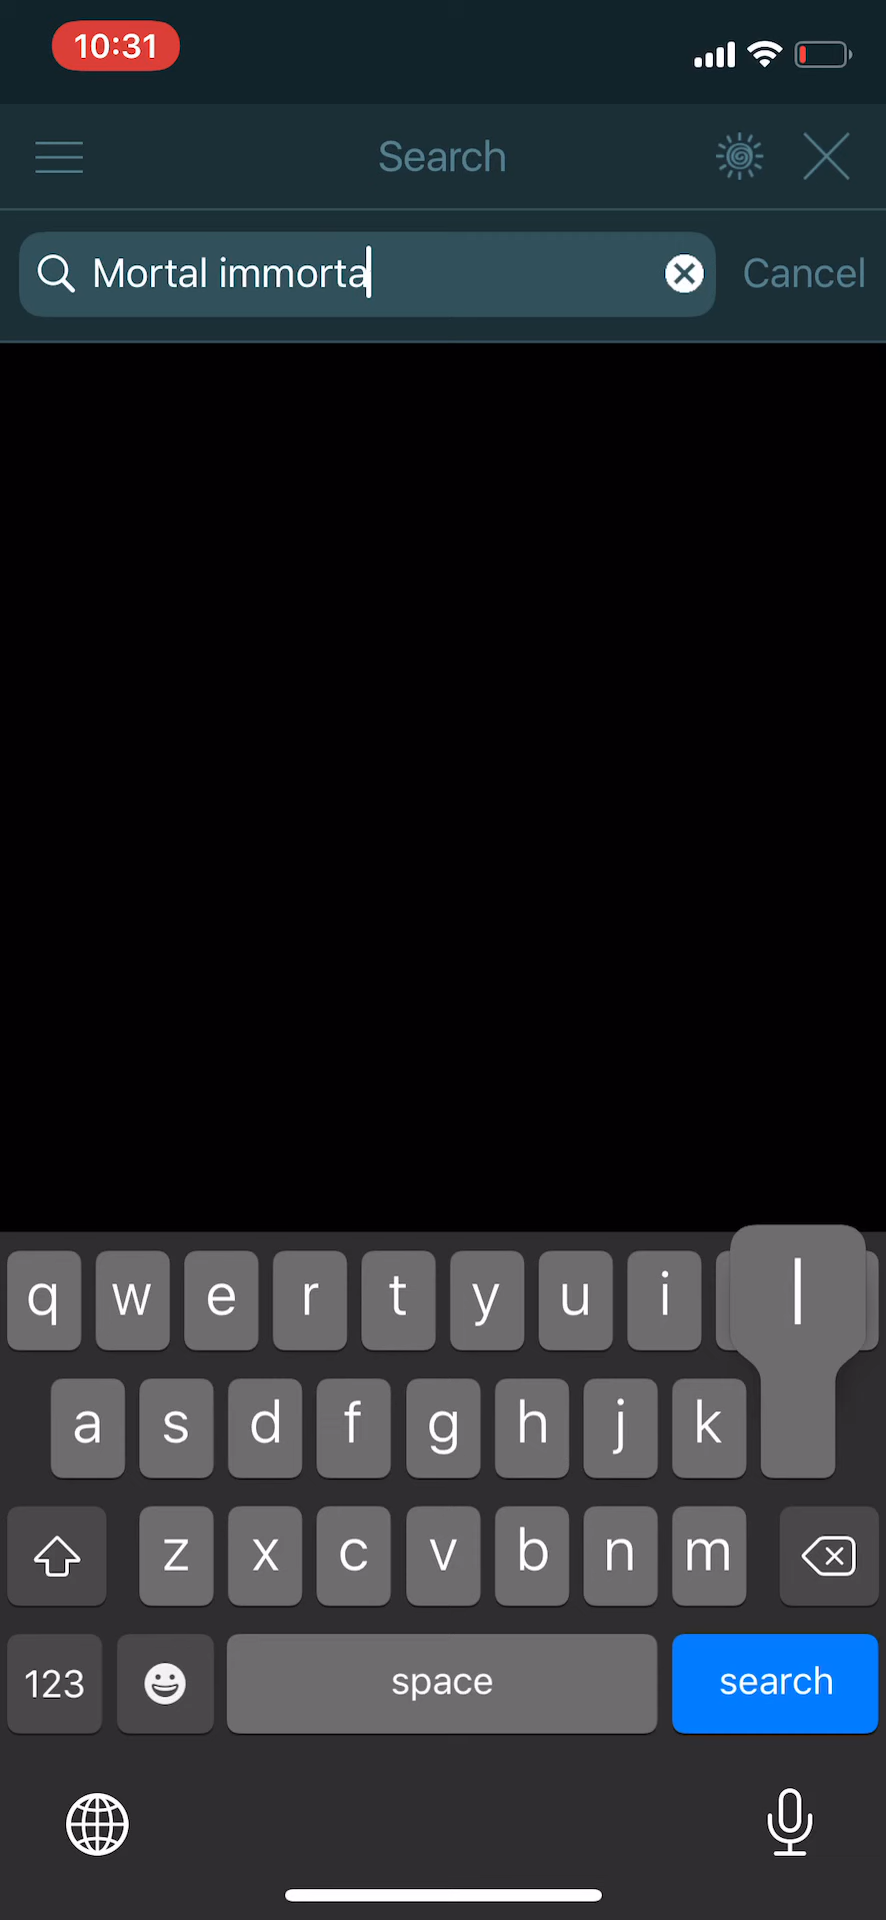 10:31
Search
Mortal immorta
Cancel
q w e r t y u i l
a s d f g h j k
z x c v b n m
123 space search